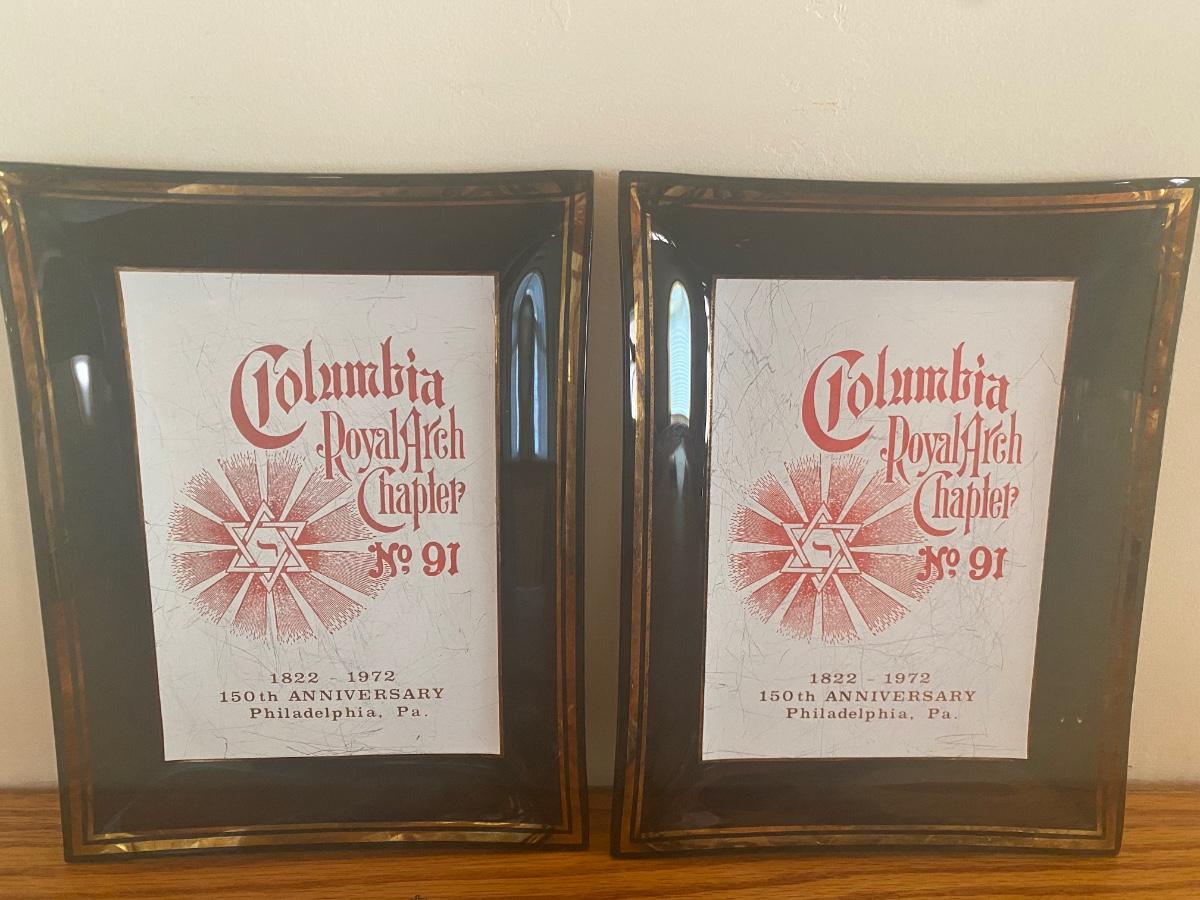 Columbia
Royal Arch
Chapter
No 91
1822 - 1972
150th ANNIVERSARY
Philadelphia, Pa.
Columbia
Royal Arch
Chapter
No 91
1822 - 1972
150th ANNIVERSARY
Philadelphia, Pa.